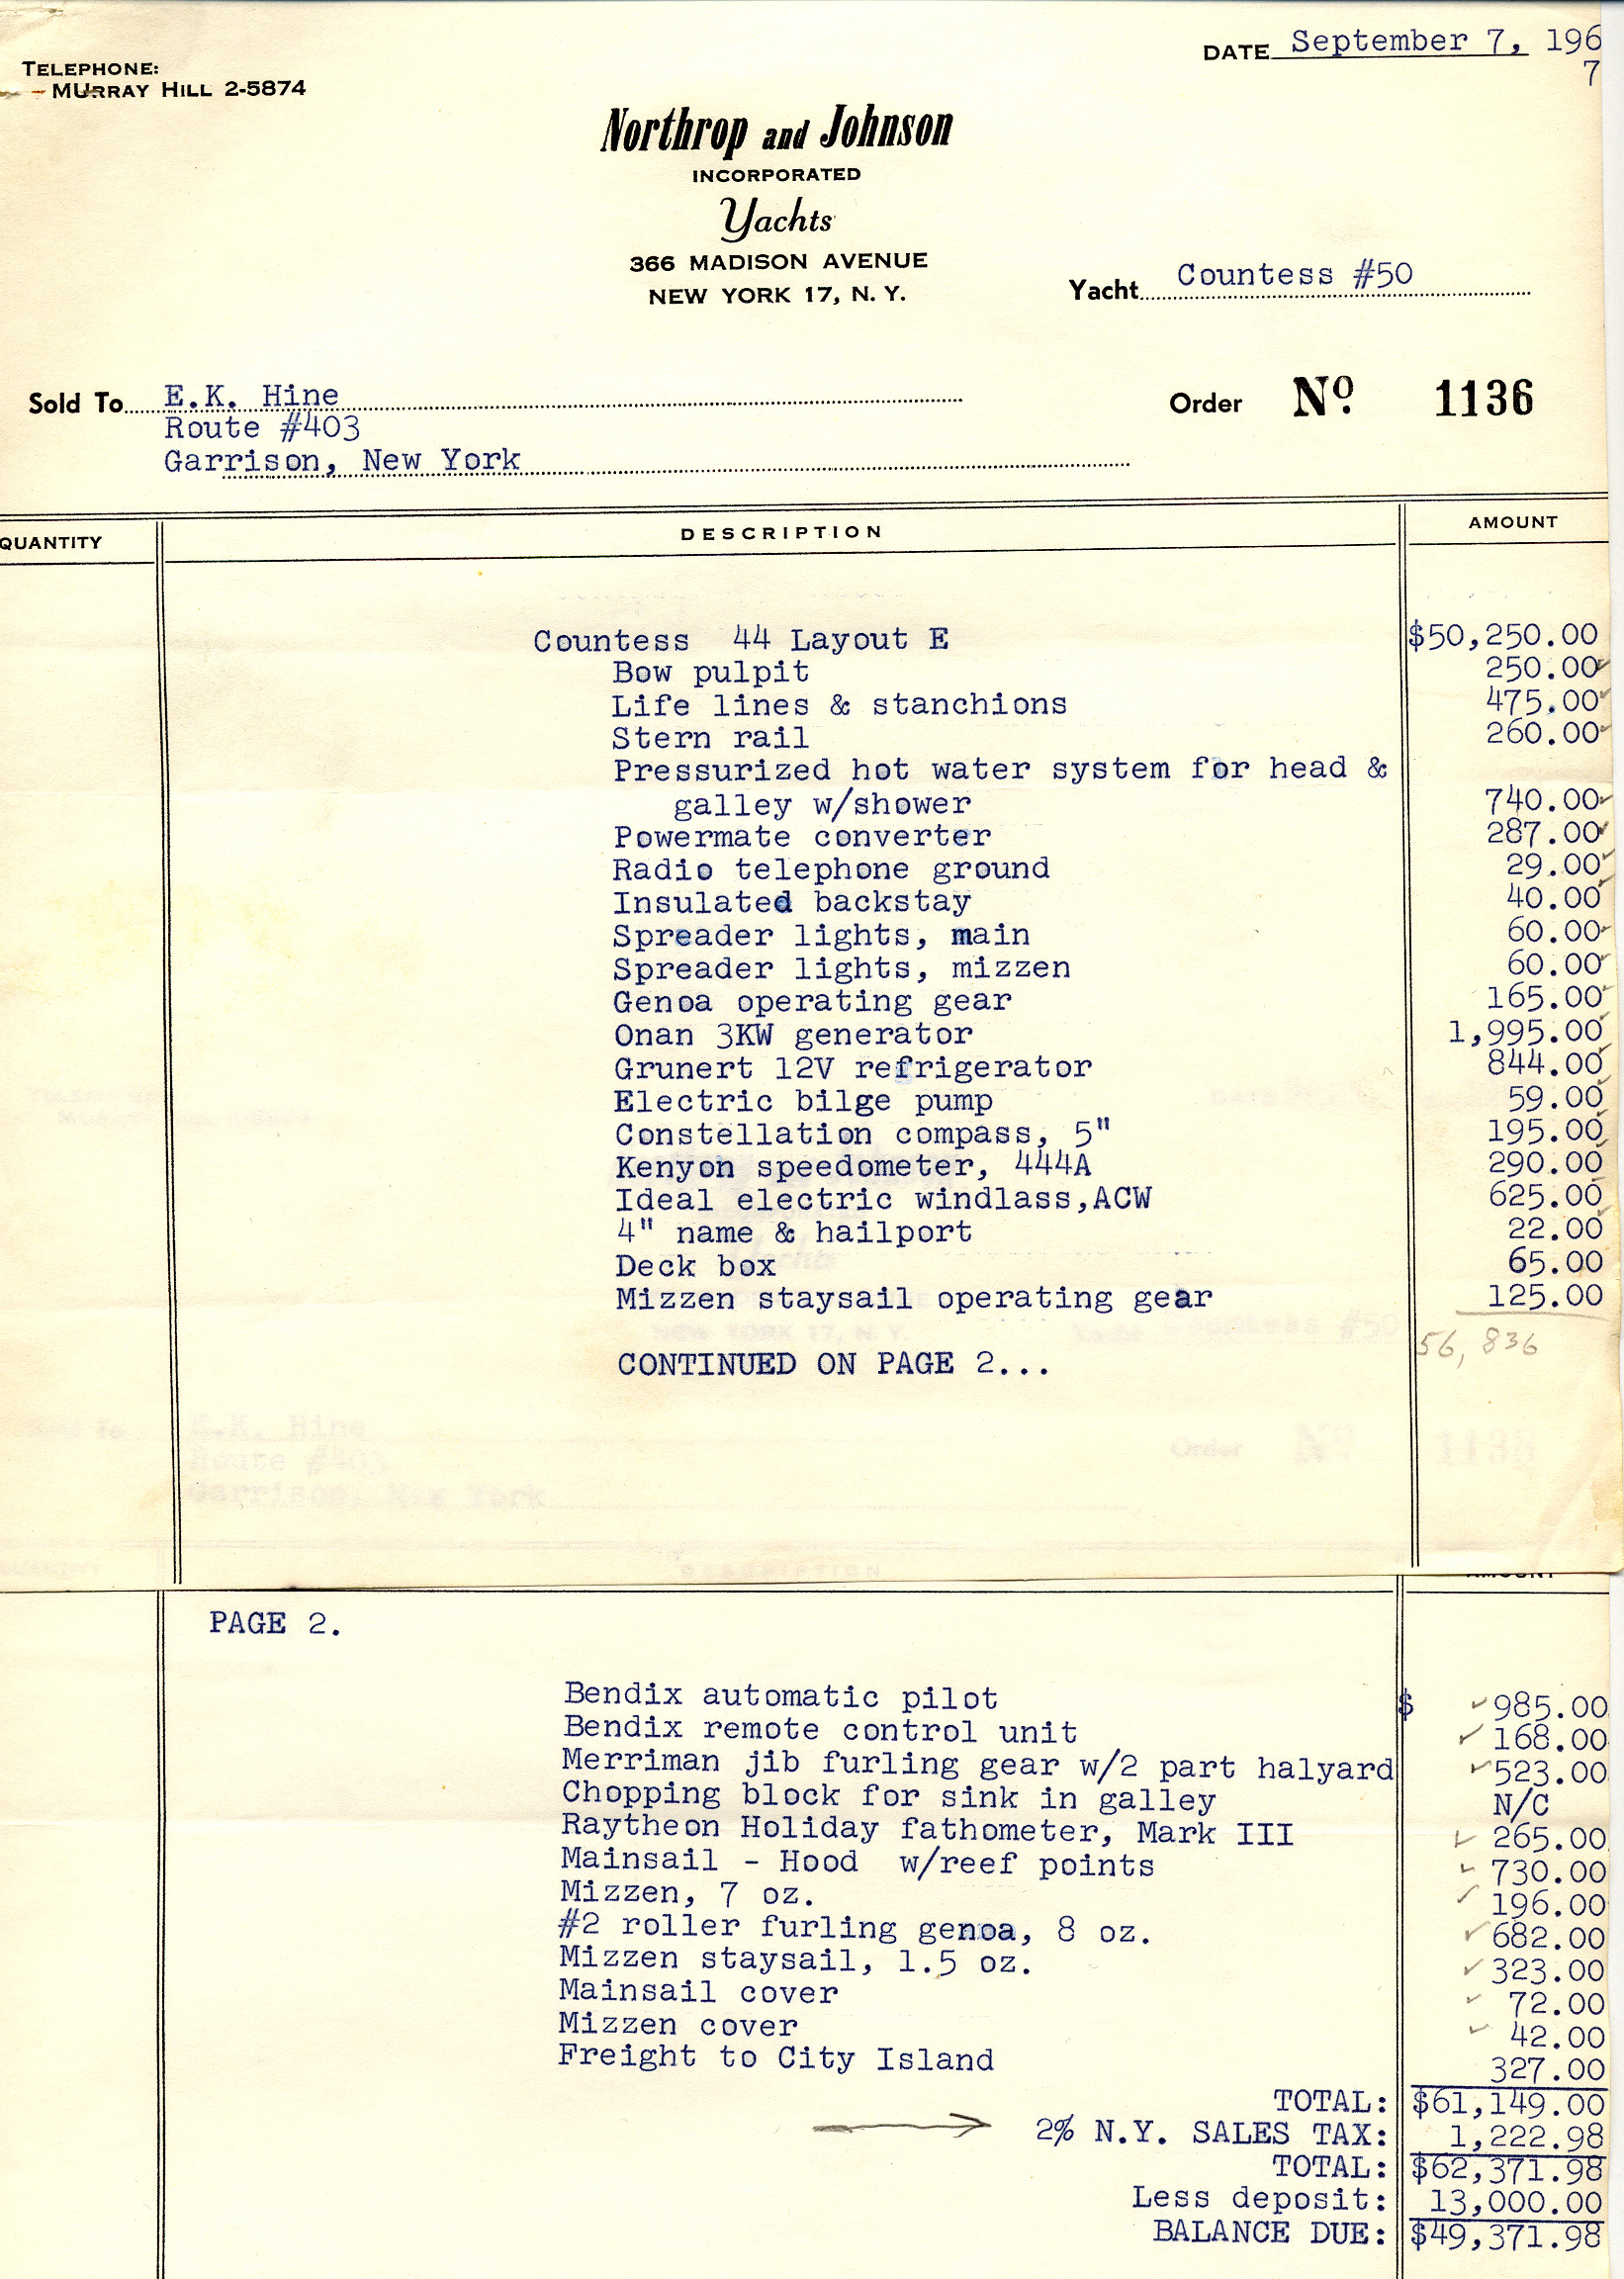 TELEPHONE:
MURRAY HILL 2-5874
DATE September 7, 196
7
Northrop and Johnson
INCORPORATED
Yachts
366 MADISON AVENUE
NEW YORK 17, N. Y.
Yacht Countess #50
Sold To E.K. Hine
Route #403
Garrison, New York
Order No. 1136
QUANTITY DESCRIPTION AMOUNT
Countess 44 Layout E $50,250.00
Bow pulpit 250.00
Life lines & stanchions 475.00
Stern rail 260.00
Pressurized hot water system for head &
galley w/shower 740.00
Powermate converter 287.00
Radio telephone ground 29.00
Insulated backstay 40.00
Spreader lights, main 60.00
Spreader lights, mizzen 60.00
Genoa operating gear 165.00
Onan 3KW generator 1,995.00
Grunert 12V refrigerator 844.00
Electric bilge pump 59.00
Constellation compass, 5" 195.00
Kenyon speedometer, 444A 290.00
Ideal electric windlass,ACW 625.00
4" name & hailport 22.00
Deck box 65.00
Mizzen staysail operating gear 125.00
56,836
CONTINUED ON PAGE 2...
AMOUNT
PAGE 2.
Bendix automatic pilot $ 985.00
Bendix remote control unit 168.00
Merriman jib furling gear w/2 part halyard 523.00
Chopping block for sink in galley N/C
Raytheon Holiday fathometer, Mark III 265.00
Mainsail - Hood w/reef points 730.00
Mizzen, 7 oz. 196.00
#2 roller furling genoa, 8 oz. 682.00
Mizzen staysail, 1.5 oz. 323.00
Mainsail cover 72.00
Mizzen cover 42.00
Freight to City Island 327.00
TOTAL: $61,149.00
2% N.Y. SALES TAX: 1,222.98
TOTAL: $62,371.98
Less deposit: 13,000.00
BALANCE DUE: $49,371.98